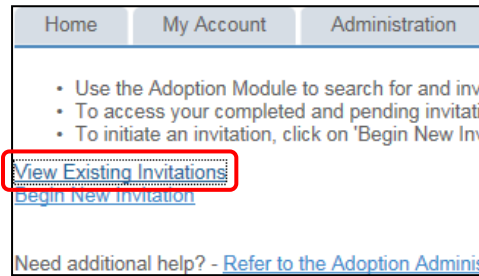 Home My Account Administration
• Use the Adoption Module to search for and inv
• To access your completed and pending invitati
• To initiate an invitation, click on 'Begin New Inv
View Existing Invitations
Begin New Invitation
Need additional help? - Refer to the Adoption Adminis